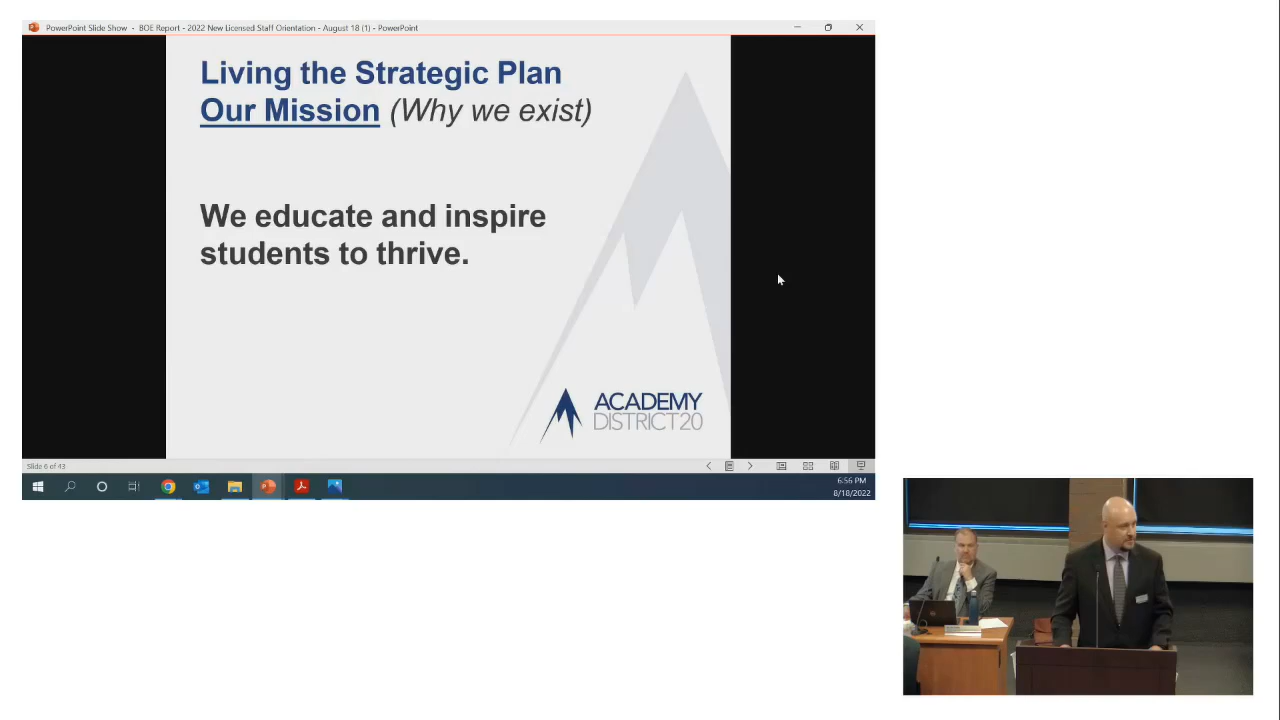 PowerPoint Slide Show - BOE Report - 2022 New Licensed Staff Orientation - August 18 (1) - PowerPoint
Living the Strategic Plan
Our Mission (Why we exist)
We educate and inspire
students to thrive.
ACADEMY
DISTRICT20
Slide 6 of 43
6:56 PM
8/18/2022